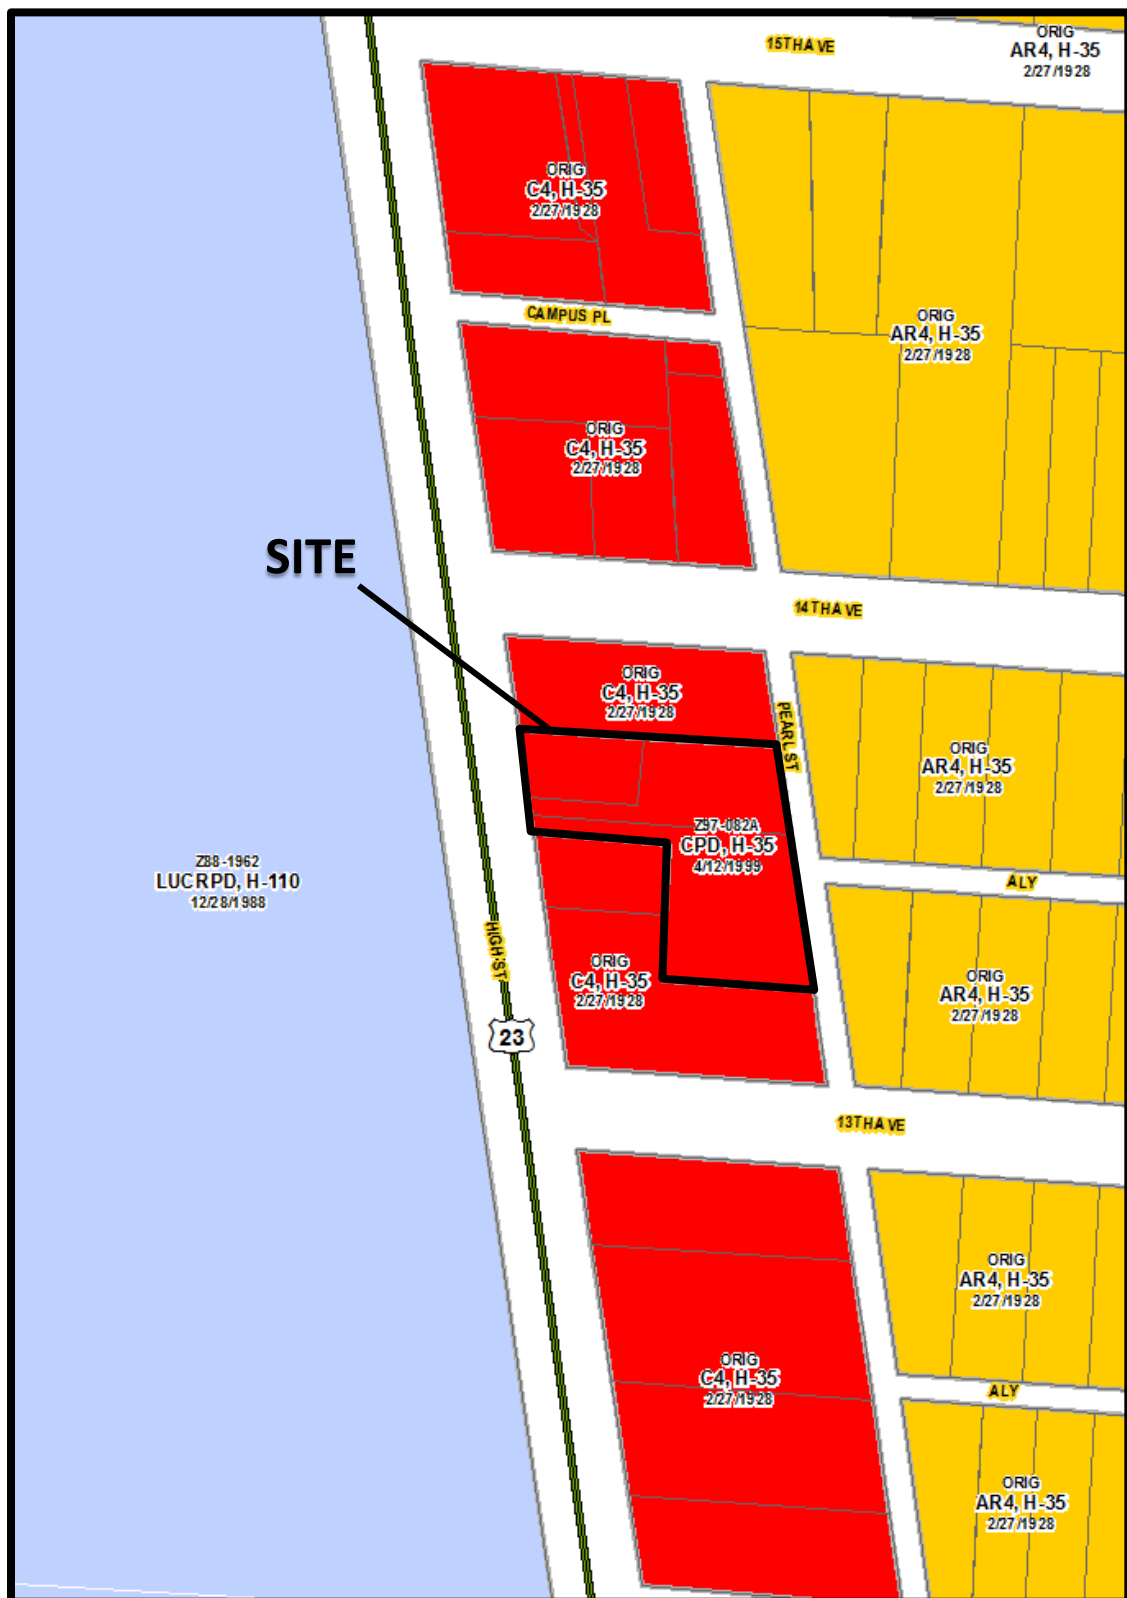 15TH AVE
ORIG
AR4, H-35
2/27/1928
ORIG
C4, H-35
2/27/1928
CAMPUS PL
ORIG
AR4, H-35
2/27/1928
ORIG
C4, H-35
2/27/1928
SITE
14TH AVE
ORIG
C4, H-35
2/27/1928
PEARL ST
ORIG
AR4, H-35
2/27/1928
Z97-082A
CPD, H-35
4/12/1999
Z88-1962
LUCRPD, H-110
12/28/1988
ALY
HIGH ST
ORIG
C4, H-35
2/27/1928
ORIG
AR4, H-35
2/27/1928
23
13TH AVE
ORIG
AR4, H-35
2/27/1928
ORIG
C4, H-35
2/27/1928
ALY
ORIG
AR4, H-35
2/27/1928